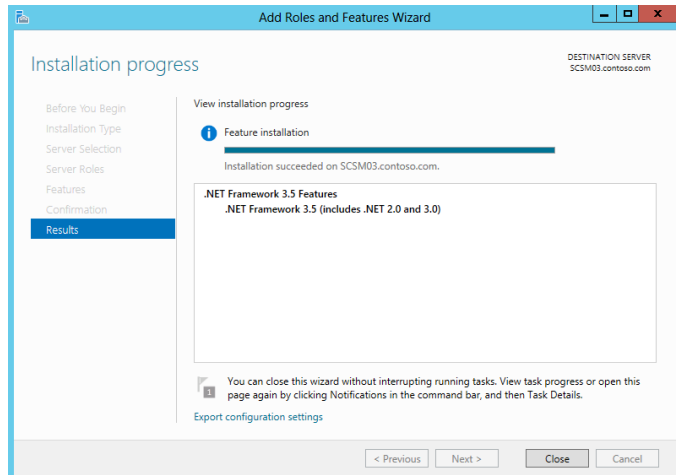 Add Roles and Features Wizard
Installation progress
DESTINATION SERVER
SCSM03.contoso.com
Before You Begin
Installation Type
Server Selection
Server Roles
Features
Confirmation
Results
View installation progress
Feature installation
Installation succeeded on SCSM03.contoso.com.
.NET Framework 3.5 Features
.NET Framework 3.5 (includes .NET 2.0 and 3.0)
1
You can close this wizard without interrupting running tasks. View task progress or open this
page again by clicking Notifications in the command bar, and then Task Details.
Export configuration settings
< Previous
Next >
Close
Cancel